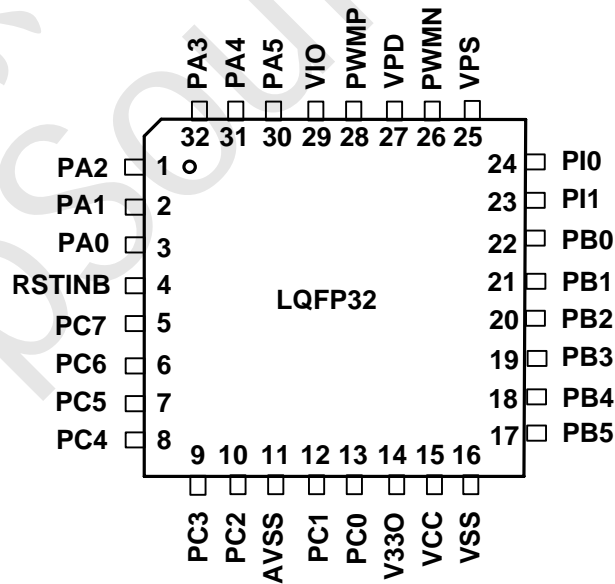 PA3 PA4 PA5 VIO PWMP VPD PWMN VPS
32 31 30 29 28 27 26 25
PA2 1 24 PI0
PA1 2 23 PI1
PA0 3 22 PB0
RSTINB 4 21 PB1
LQFP32
PC7 5 20 PB2
PC6 6 19 PB3
PC5 7 18 PB4
PC4 8 17 PB5
9 10 11 12 13 14 15 16
PC3 PC2 AVSS PC1 PC0 V33O VCC VSS